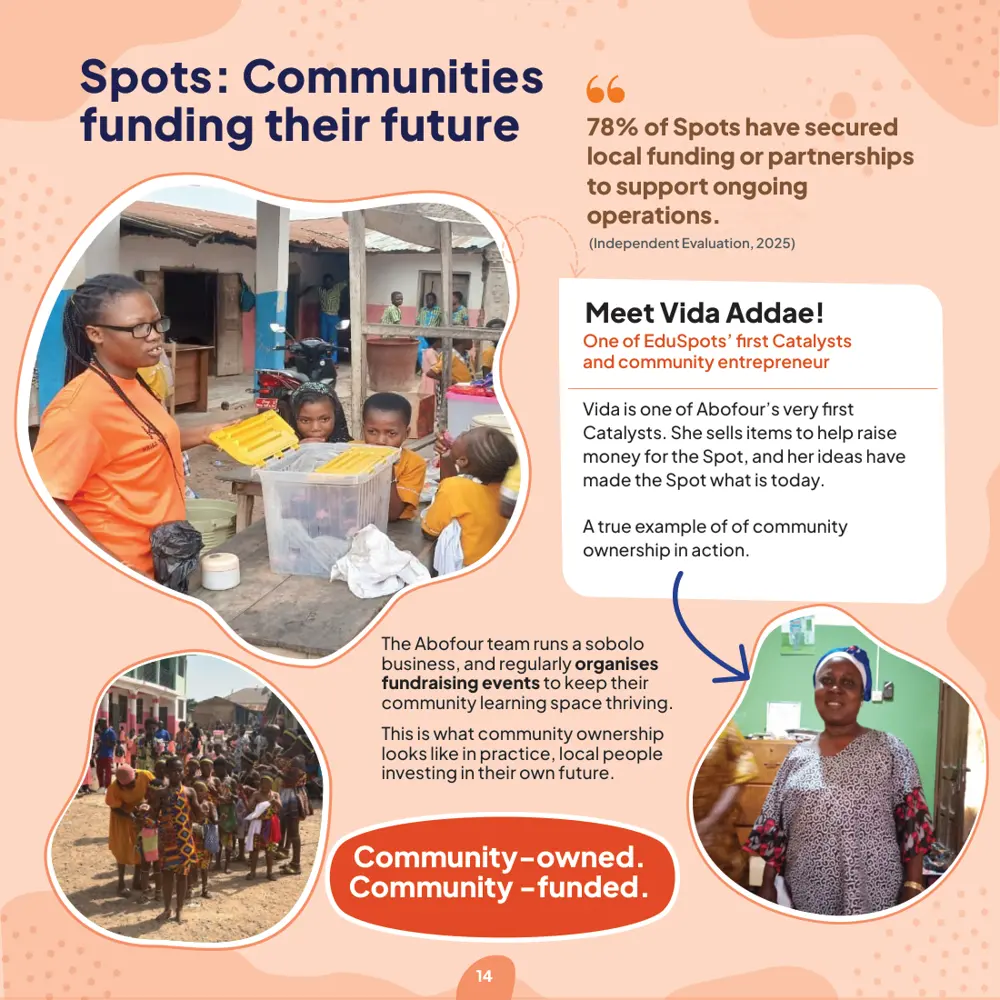 Spots: Communities
funding their future
78% of Spots have secured
local funding or partnerships
to support ongoing
operations.
(Independent Evaluation, 2025)
Meet Vida Addae!
One of EduSpots’ first Catalysts
and community entrepreneur
Vida is one of Abofour’s very first
Catalysts. She sells items to help raise
money for the Spot, and her ideas have
made the Spot what is today.
A true example of of community
ownership in action.
The Abofour team runs a sobolo
business, and regularly organises
fundraising events to keep their
community learning space thriving.
This is what community ownership
looks like in practice, local people
investing in their own future.
Community-owned.
Community -funded.
14